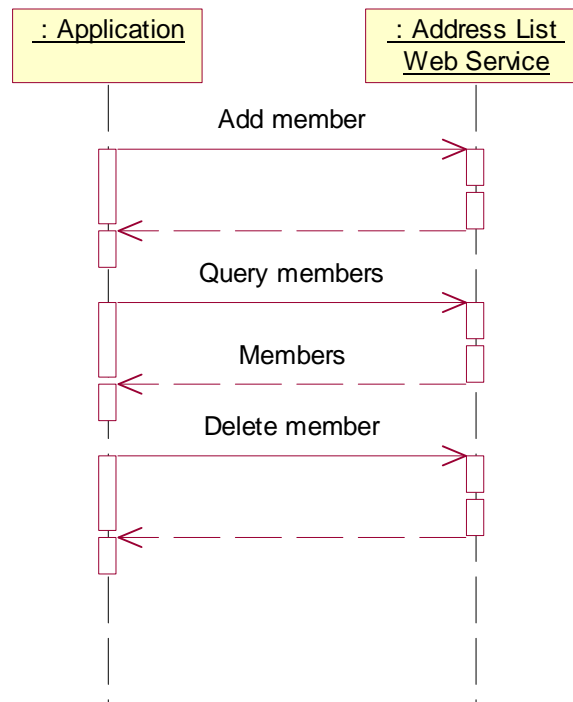 : Application
: Address List
Web Service
Add member
Query members
Members
Delete member